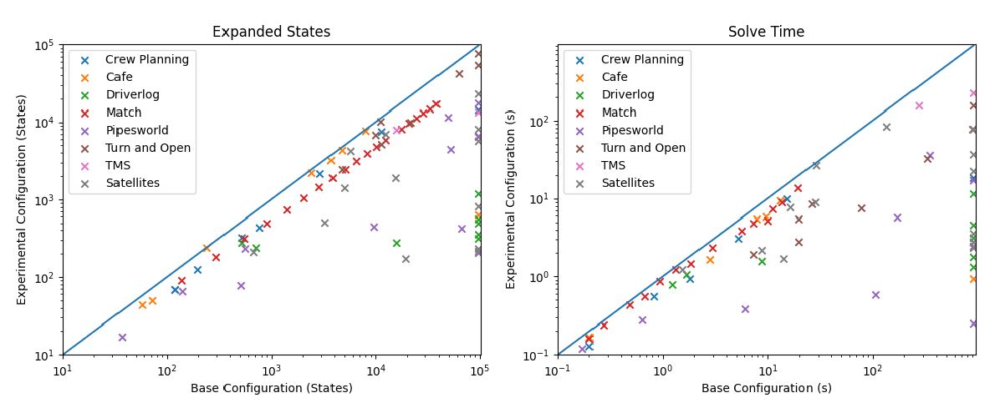 Expanded States
Experimental Configuration (States)
10^5
10^4
10^3
10^2
10^1
Crew Planning
Cafe
Driverlog
Match
Pipesworld
Turn and Open
TMS
Satellites
10^1 10^2 10^3 10^4 10^5
Base Configuration (States)
Solve Time
Experimental Configuration (s)
10^2
10^1
10^0
10^-1
Crew Planning
Cafe
Driverlog
Match
Pipesworld
Turn and Open
TMS
Satellites
10^-1 10^0 10^1 10^2
Base Configuration (s)